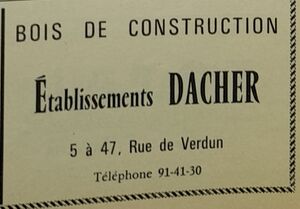 BOIS DE CONSTRUCTION
Établissements DACHER
5 à 47, Rue de Verdun
Téléphone 91-41-30